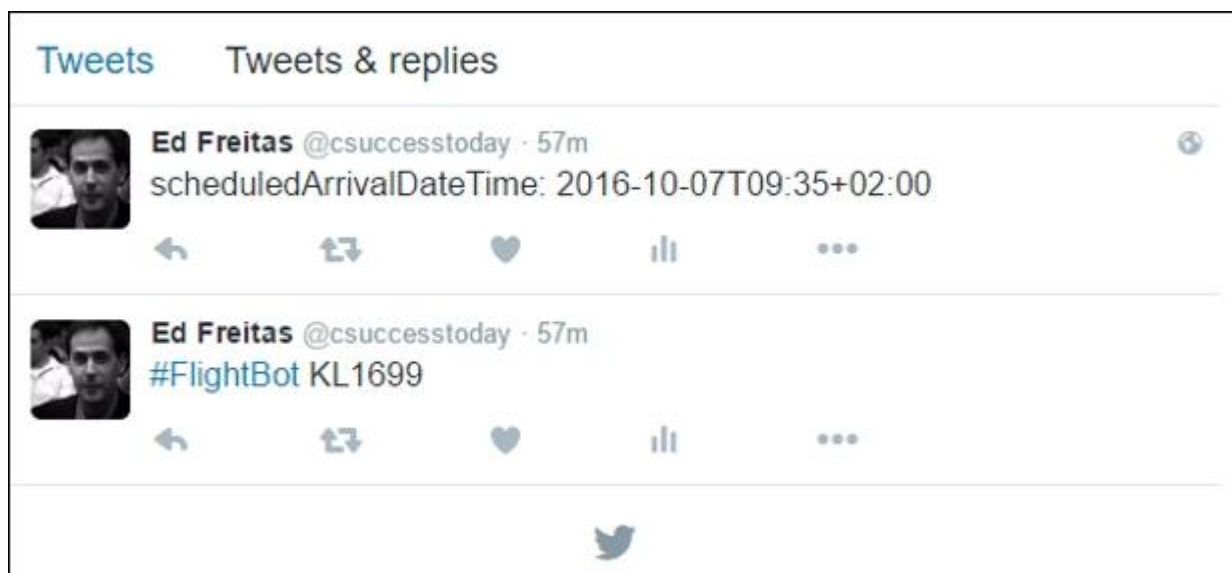 Tweets Tweets & replies
Ed Freitas @csuccesstoday · 57m
scheduledArrivalDateTime: 2016-10-07T09:35+02:00
Ed Freitas @csuccesstoday · 57m
#FlightBot KL1699